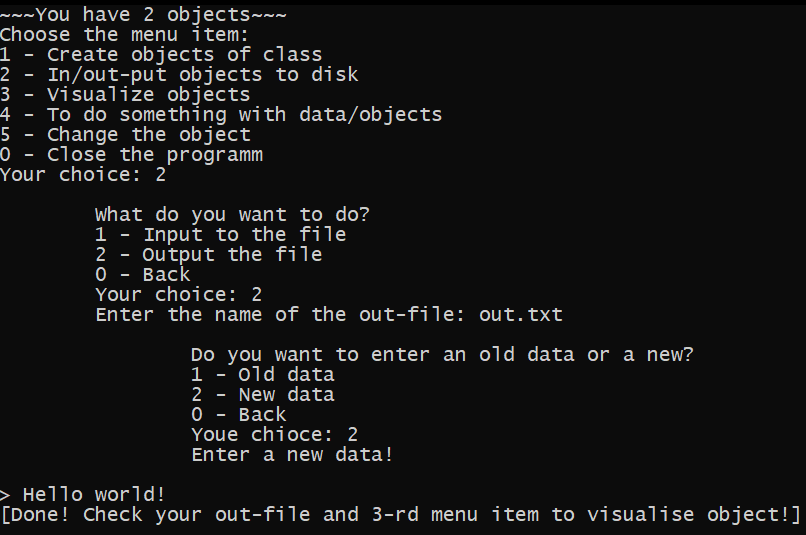 ~~~You have 2 objects~~~
Choose the menu item:
1 - Create objects of class
2 - In/out-put objects to disk
3 - Visualize objects
4 - To do something with data/objects
5 - Change the object
0 - Close the programm
Your choice: 2
What do you want to do?
1 - Input to the file
2 - Output the file
0 - Back
Your choice: 2
Enter the name of the out-file: out.txt
Do you want to enter an old data or a new?
1 - Old data
2 - New data
0 - Back
Youe chioce: 2
Enter a new data!
> Hello world!
[Done! Check your out-file and 3-rd menu item to visualise object!]